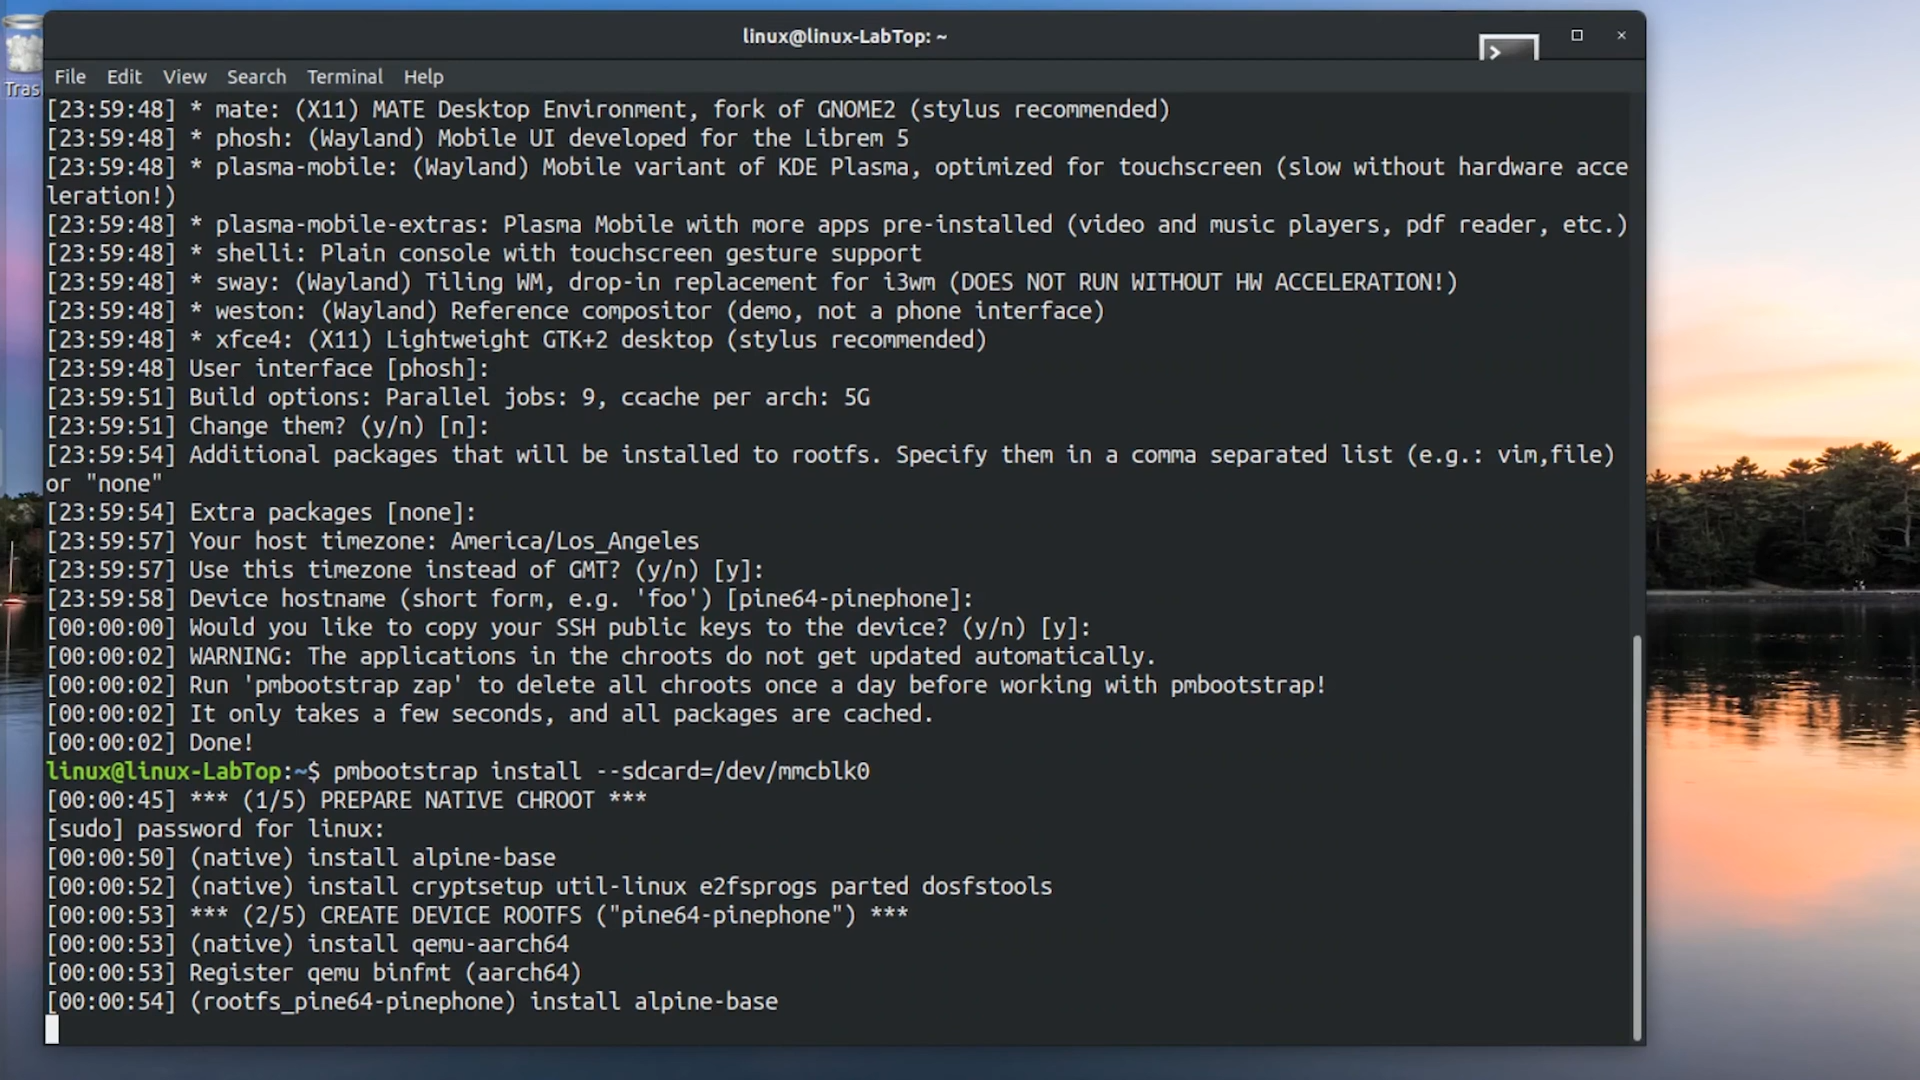 linux@linux-LabTop: ~
File Edit View Search Terminal Help
Tras
[23:59:48] * mate: (X11) MATE Desktop Environment, fork of GNOME2 (stylus recommended)
[23:59:48] * phosh: (Wayland) Mobile UI developed for the Librem 5
[23:59:48] * plasma-mobile: (Wayland) Mobile variant of KDE Plasma, optimized for touchscreen (slow without hardware acce
leration!)
[23:59:48] * plasma-mobile-extras: Plasma Mobile with more apps pre-installed (video and music players, pdf reader, etc.)
[23:59:48] * shelli: Plain console with touchscreen gesture support
[23:59:48] * sway: (Wayland) Tiling WM, drop-in replacement for i3wm (DOES NOT RUN WITHOUT HW ACCELERATION!)
[23:59:48] * weston: (Wayland) Reference compositor (demo, not a phone interface)
[23:59:48] * xfce4: (X11) Lightweight GTK+2 desktop (stylus recommended)
[23:59:48] User interface [phosh]:
[23:59:51] Build options: Parallel jobs: 9, ccache per arch: 5G
[23:59:51] Change them? (y/n) [n]:
[23:59:54] Additional packages that will be installed to rootfs. Specify them in a comma separated list (e.g.: vim,file)
or "none"
[23:59:54] Extra packages [none]:
[23:59:57] Your host timezone: America/Los_Angeles
[23:59:57] Use this timezone instead of GMT? (y/n) [y]:
[23:59:58] Device hostname (short form, e.g. 'foo') [pine64-pinephone]:
[00:00:00] Would you like to copy your SSH public keys to the device? (y/n) [y]:
[00:00:02] WARNING: The applications in the chroots do not get updated automatically.
[00:00:02] Run 'pmbootstrap zap' to delete all chroots once a day before working with pmbootstrap!
[00:00:02] It only takes a few seconds, and all packages are cached.
[00:00:02] Done!
linux@linux-LabTop:~$ pmbootstrap install --sdcard=/dev/mmcblk0
[00:00:45] *** (1/5) PREPARE NATIVE CHROOT ***
[sudo] password for linux:
[00:00:50] (native) install alpine-base
[00:00:52] (native) install cryptsetup util-linux e2fsprogs parted dosfstools
[00:00:53] *** (2/5) CREATE DEVICE ROOTFS ("pine64-pinephone") ***
[00:00:53] (native) install qemu-aarch64
[00:00:53] Register qemu binfmt (aarch64)
[00:00:54] (rootfs_pine64-pinephone) install alpine-base